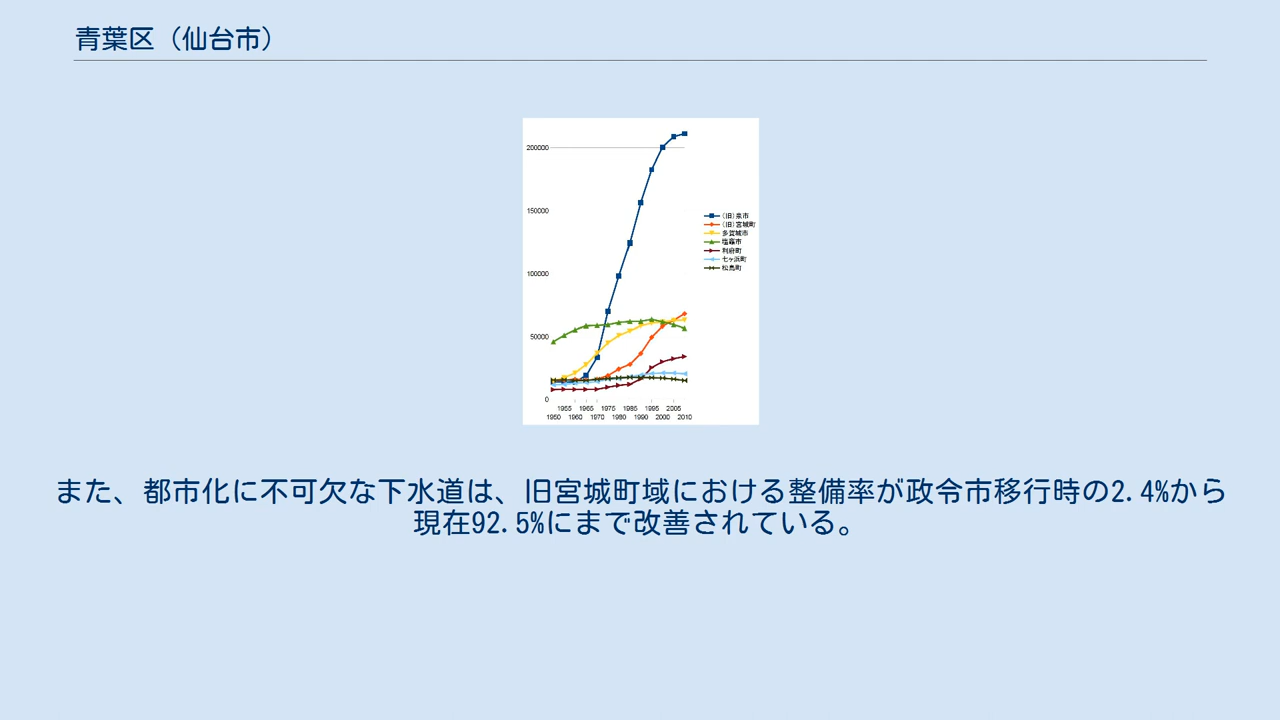 青葉区（仙台市）
200000
150000
100000
50000
0
1955 1965 1975 1985 1995 2005
1950 1960 1970 1980 1990 2000 2010
（旧）泉市
（旧）宮城町
多賀城市
塩竈市
利府町
七ヶ浜町
松島町
また、都市化に不可欠な下水道は、旧宮城町域における整備率が政令市移行時の2.4%から
現在92.5%にまで改善されている。